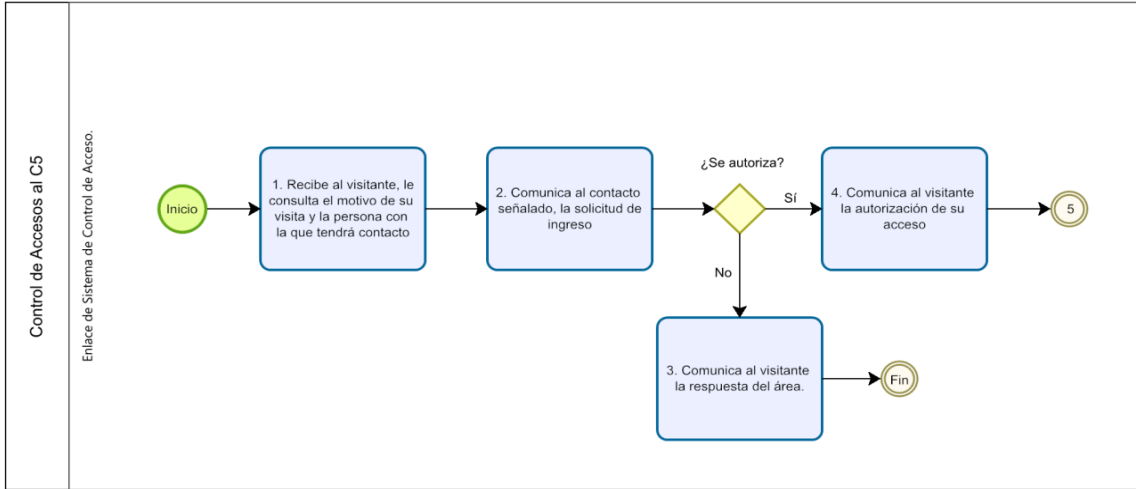 Control de Accesos al C5
Enlace de Sistema de Control de Acceso.
Inicio
1. Recibe al visitante, le
consulta el motivo de su
visita y la persona con
la que tendrá contacto
2. Comunica al contacto
señalado, la solicitud de
ingreso
¿Se autoriza?
Sí
4. Comunica al visitante
la autorización de su
acceso
5
No
3. Comunica al visitante
la respuesta del área.
Fin